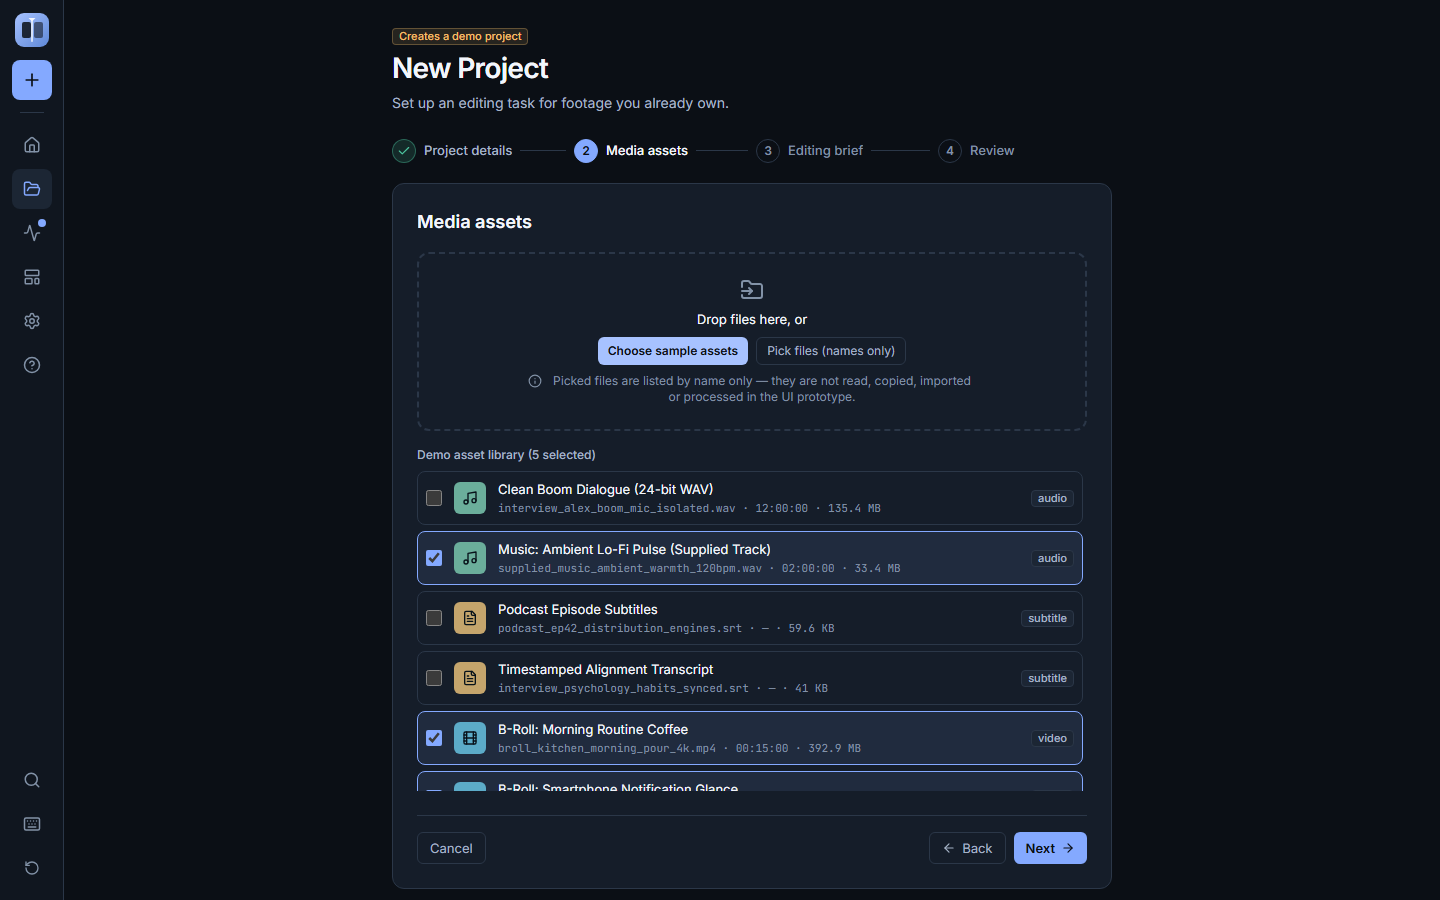 Creates a demo project
New Project
Set up an editing task for footage you already own.
Project details
2 Media assets
3 Editing brief
4 Review
Media assets
Drop files here, or
Choose sample assets
Pick files (names only)
Picked files are listed by name only — they are not read, copied, imported
or processed in the UI prototype.
Demo asset library (5 selected)
Clean Boom Dialogue (24-bit WAV)
interview_alex_boom_mic_isolated.wav · 12:00:00 · 135.4 MB
audio
Music: Ambient Lo-Fi Pulse (Supplied Track)
supplied_music_ambient_warmth_120bpm.wav · 02:00:00 · 33.4 MB
audio
Podcast Episode Subtitles
podcast_ep42_distribution_engines.srt · — · 59.6 KB
subtitle
Timestamped Alignment Transcript
interview_psychology_habits_synced.srt · — · 41 KB
subtitle
B-Roll: Morning Routine Coffee
broll_kitchen_morning_pour_4k.mp4 · 00:15:00 · 392.9 MB
video
B-Roll: Smartphone Notification Glance
Cancel
Back
Next